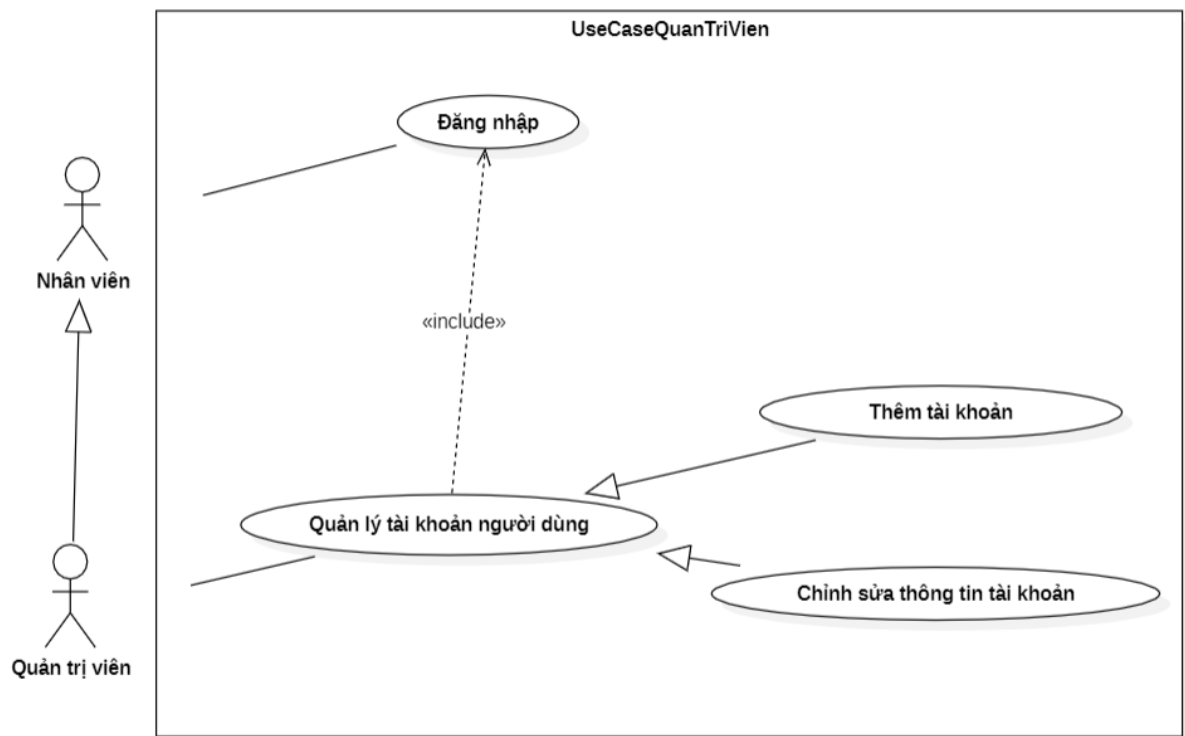 UseCaseQuanTriVien
Đăng nhập
Nhân viên
«include»
Thêm tài khoản
Quản lý tài khoản người dùng
Chỉnh sửa thông tin tài khoản
Quản trị viên